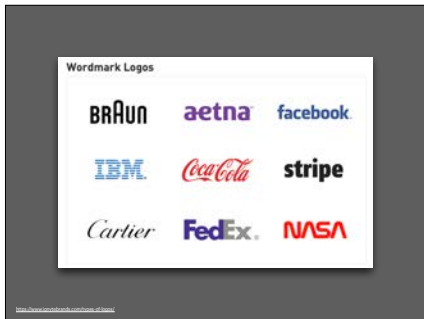 Wordmark Logos
BRAUN aetna facebook
IBM Coca-Cola stripe
Cartier FedEx NASA